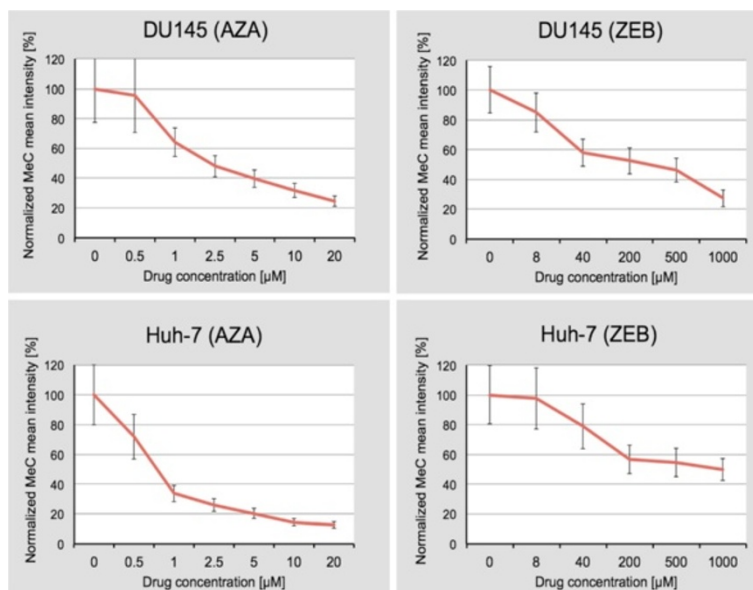 DU145 (AZA)
Normalized MeC mean intensity [%]
120
100
80
60
40
20
0
0 0.5 1 2.5 5 10 20
Drug concentration [µM]
DU145 (ZEB)
Normalized MeC mean intensity [%]
120
100
80
60
40
20
0
0 8 40 200 500 1000
Drug concentration [µM]
Huh-7 (AZA)
Normalized MeC mean intensity [%]
120
100
80
60
40
20
0
0 0.5 1 2.5 5 10 20
Drug concentration [µM]
Huh-7 (ZEB)
Normalized MeC mean intensity [%]
120
100
80
60
40
20
0
0 8 40 200 500 1000
Drug concentration [µM]